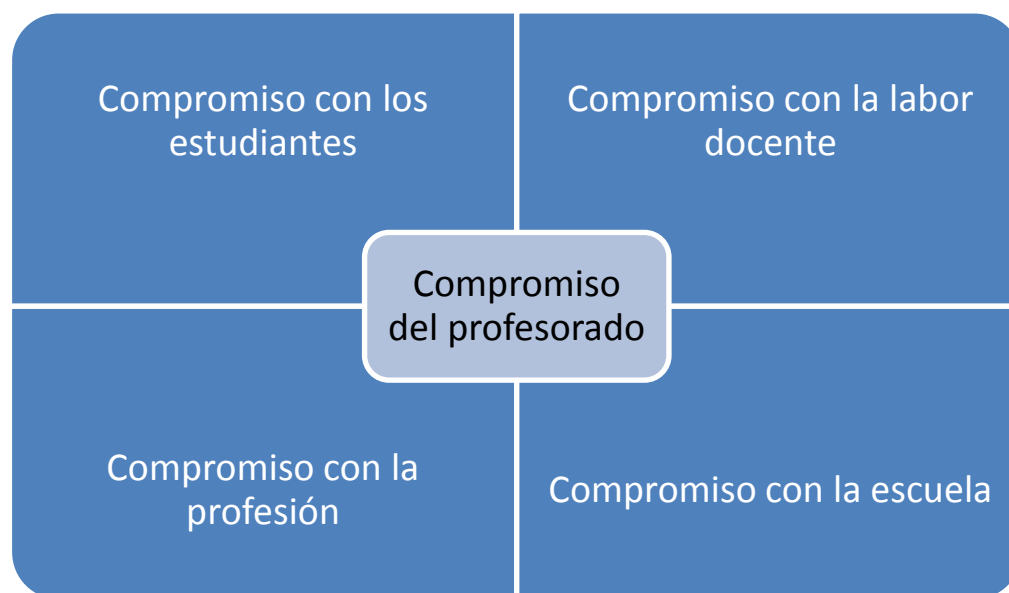 Compromiso con los
estudiantes
Compromiso con la labor
docente
Compromiso
del profesorado
Compromiso con la
profesión
Compromiso con la escuela